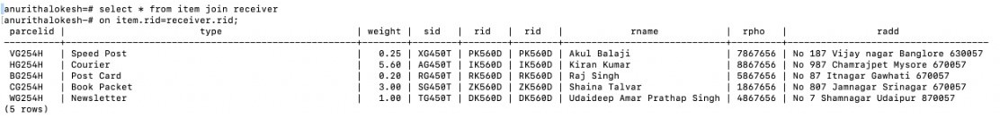 anurithalokesh=# select * from item join receiver
anurithalokesh-# on item.rid=receiver.rid;
parcelid | type | weight | sid | rid | rid | rname | rpho | radd
VG254H | Speed Post | 0.25 | XG450T | PK560D | PK560D | Akul Balaji | 7867656 | No 187 Vijay nagar Banglore 630057
HG254H | Courier | 5.60 | AG450T | IK560D | IK560D | Kiran Kumar | 8867656 | No 987 Chamrajpet Mysore 670057
BG254H | Post Card | 0.20 | RG450T | RK560D | RK560D | Raj Singh | 5867656 | No 87 Itnagar Gawhati 670057
CG254H | Book Packet | 3.00 | SG450T | ZK560D | ZK560D | Shaina Talvar | 1867656 | No 807 Jamnagar Srinagar 670057
WG254H | Newsletter | 1.00 | TG450T | DK560D | DK560D | Udaideep Amar Prathap Singh | 4867656 | No 7 Shamnagar Udaipur 870057
(5 rows)